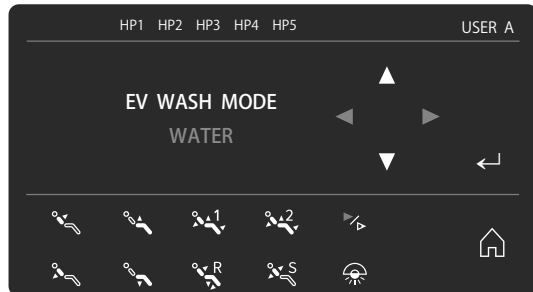 HP1 HP2 HP3 HP4 HP5 USER A
EV WASH MODE
WATER
1 2
R S